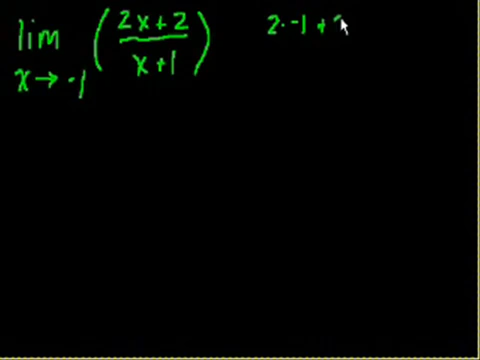 lim (2x+2 / x+1) 2·-1+
x→-1